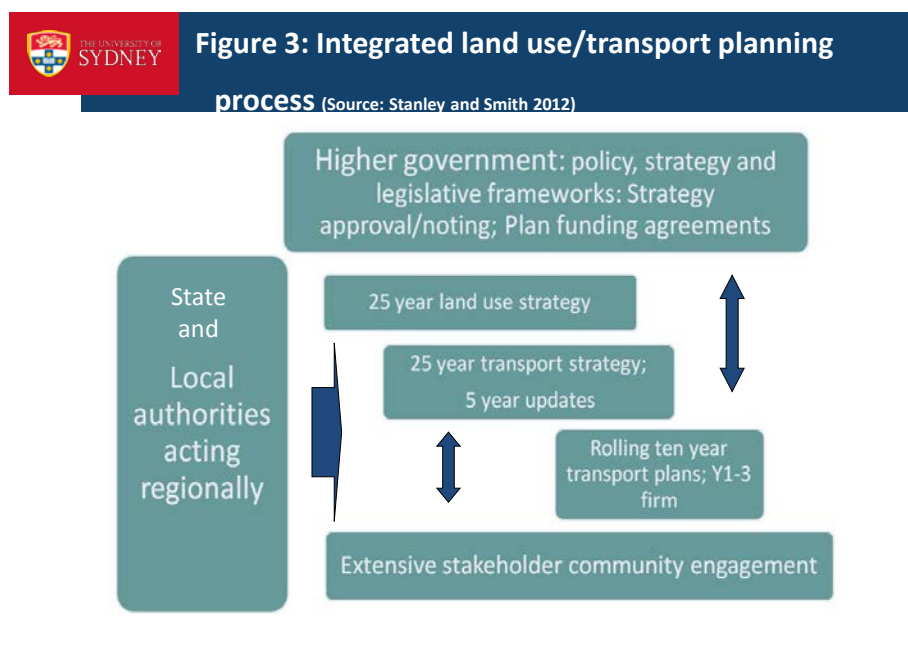 THE UNIVERSITY OF
SYDNEY
Figure 3: Integrated land use/transport planning
process (Source: Stanley and Smith 2012)
Higher government: policy, strategy and
legislative frameworks: Strategy
approval/noting; Plan funding agreements
State
and
Local
authorities
acting
regionally
25 year land use strategy
25 year transport strategy;
5 year updates
Rolling ten year
transport plans; Y1-3
firm
Extensive stakeholder community engagement